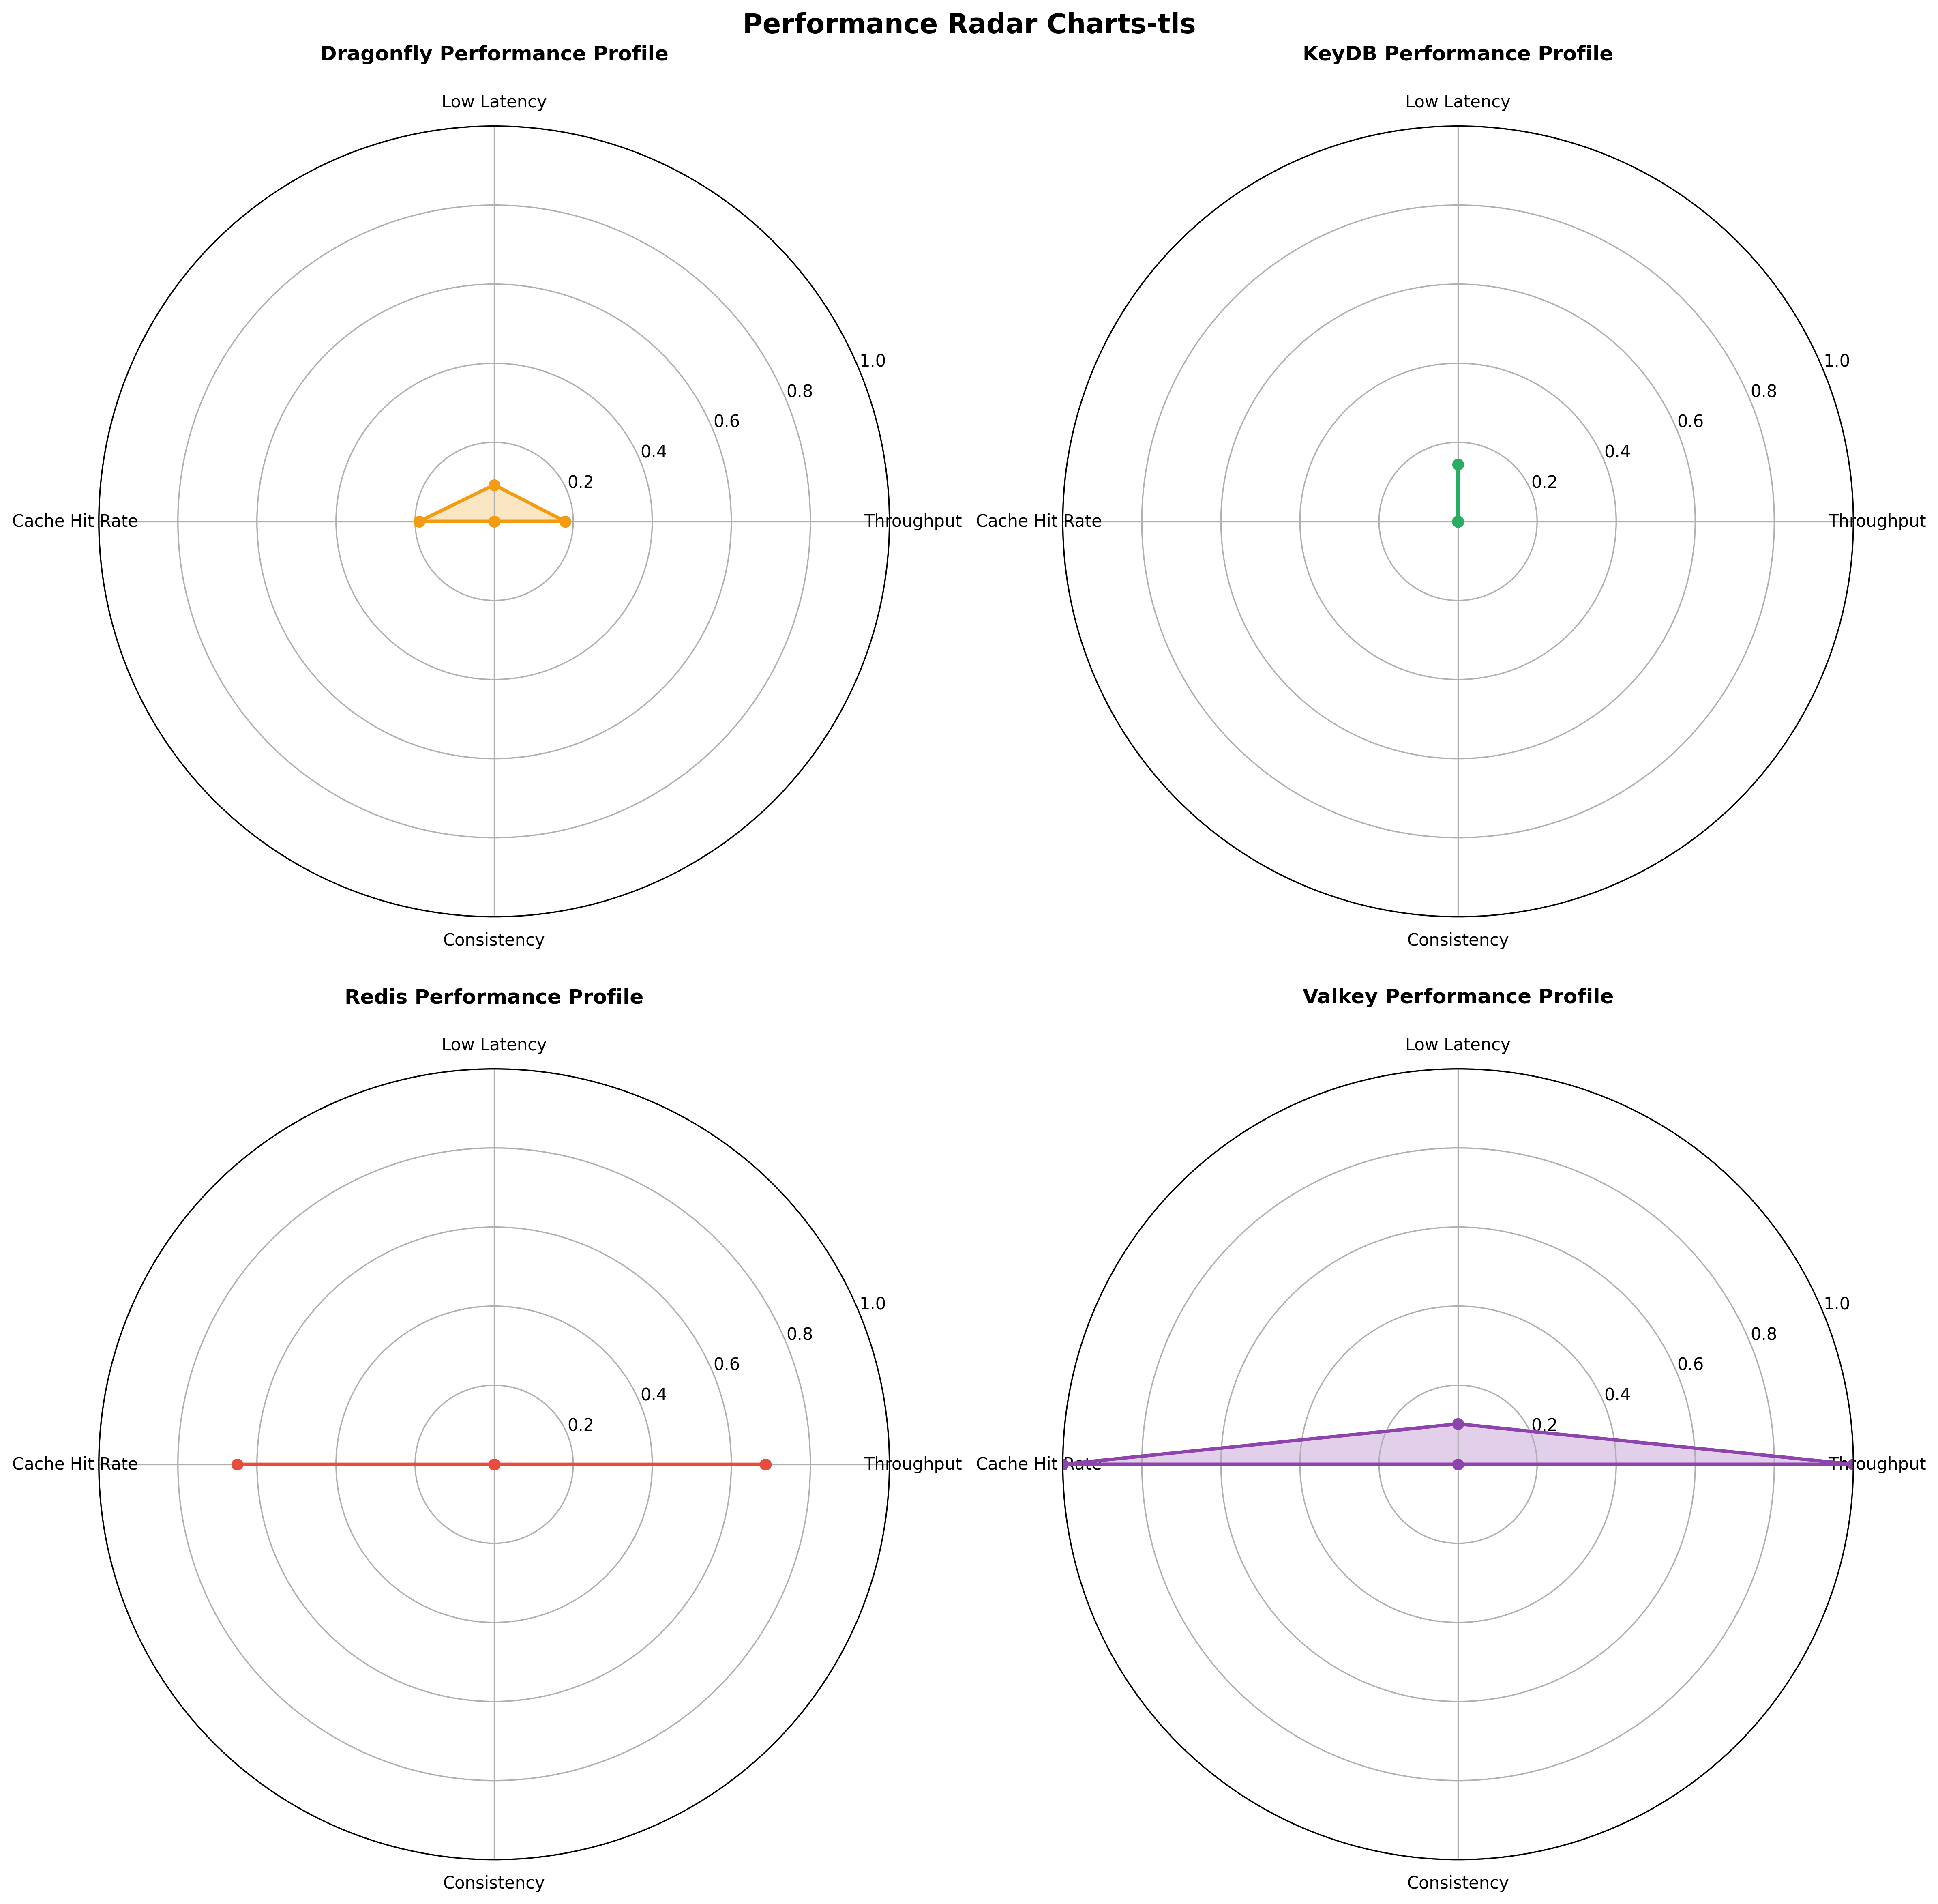 Performance Radar Charts-tls
Dragonfly Performance Profile
Low Latency
1.0
0.8
0.6
0.4
0.2
Cache Hit Rate
Throughput
Consistency
KeyDB Performance Profile
Low Latency
1.0
0.8
0.6
0.4
0.2
Cache Hit Rate
Throughput
Consistency
Redis Performance Profile
Low Latency
1.0
0.8
0.6
0.4
0.2
Cache Hit Rate
Throughput
Consistency
Valkey Performance Profile
Low Latency
1.0
0.8
0.6
0.4
0.2
Cache Hit Rate
Throughput
Consistency